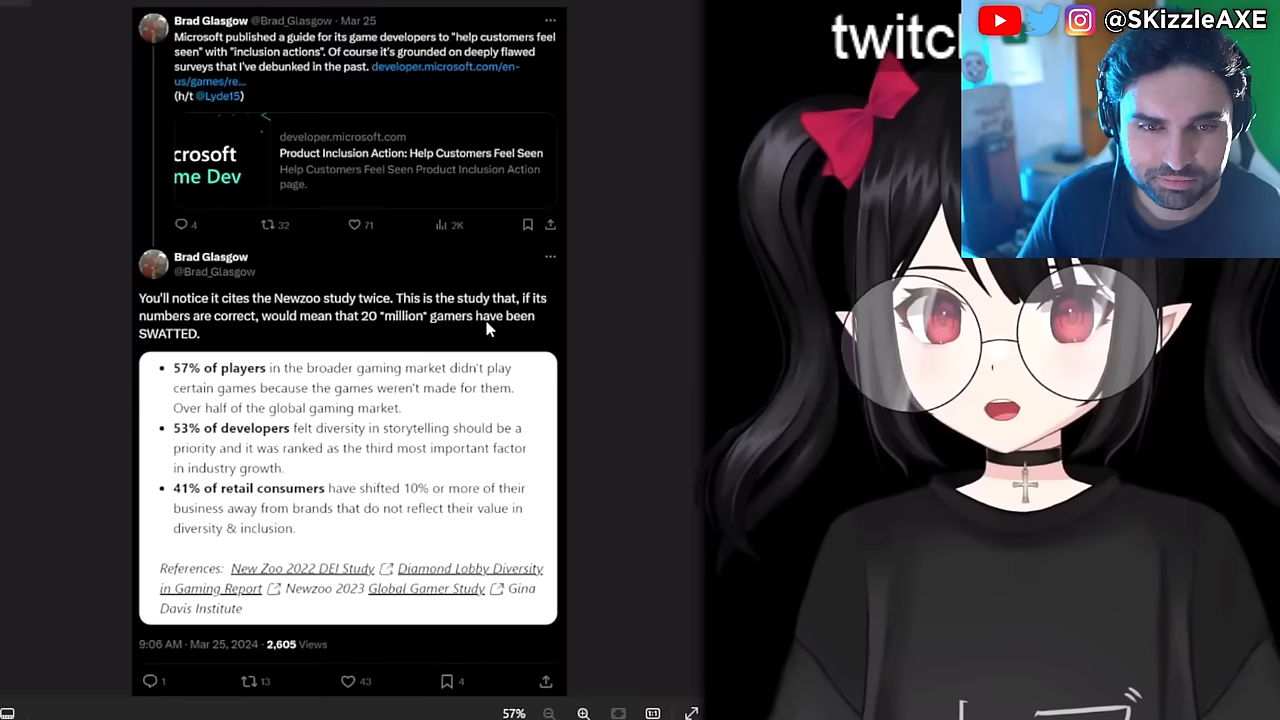 Brad Glasgow @Brad_Glasgow · Mar 25
Microsoft published a guide for its game developers to "help customers feel
seen" with "inclusion actions". Of course it's grounded on deeply flawed
surveys that I've debunked in the past. developer.microsoft.com/en-
us/games/re...
(h/t @Lyde15)
crosoft
me Dev
developer.microsoft.com
Product Inclusion Action: Help Customers Feel Seen
Help Customers Feel Seen Product Inclusion Action
page.
4 32 71 2K
Brad Glasgow
@Brad_Glasgow
You'll notice it cites the Newzoo study twice. This is the study that, if its
numbers are correct, would mean that 20 *million* gamers have been
SWATTED.
• 57% of players in the broader gaming market didn't play
certain games because the games weren't made for them.
Over half of the global gaming market.
• 53% of developers felt diversity in storytelling should be a
priority and it was ranked as the third most important factor
in industry growth.
• 41% of retail consumers have shifted 10% or more of their
business away from brands that do not reflect their value in
diversity & inclusion.
References: New Zoo 2022 DEI Study Diamond Lobby Diversity
in Gaming Report Newzoo 2023 Global Gamer Study Gina
Davis Institute
9:06 AM · Mar 25, 2024 · 2,605 Views
1 13 43 4
57%
1:1
twitc
@SKizzleAXE